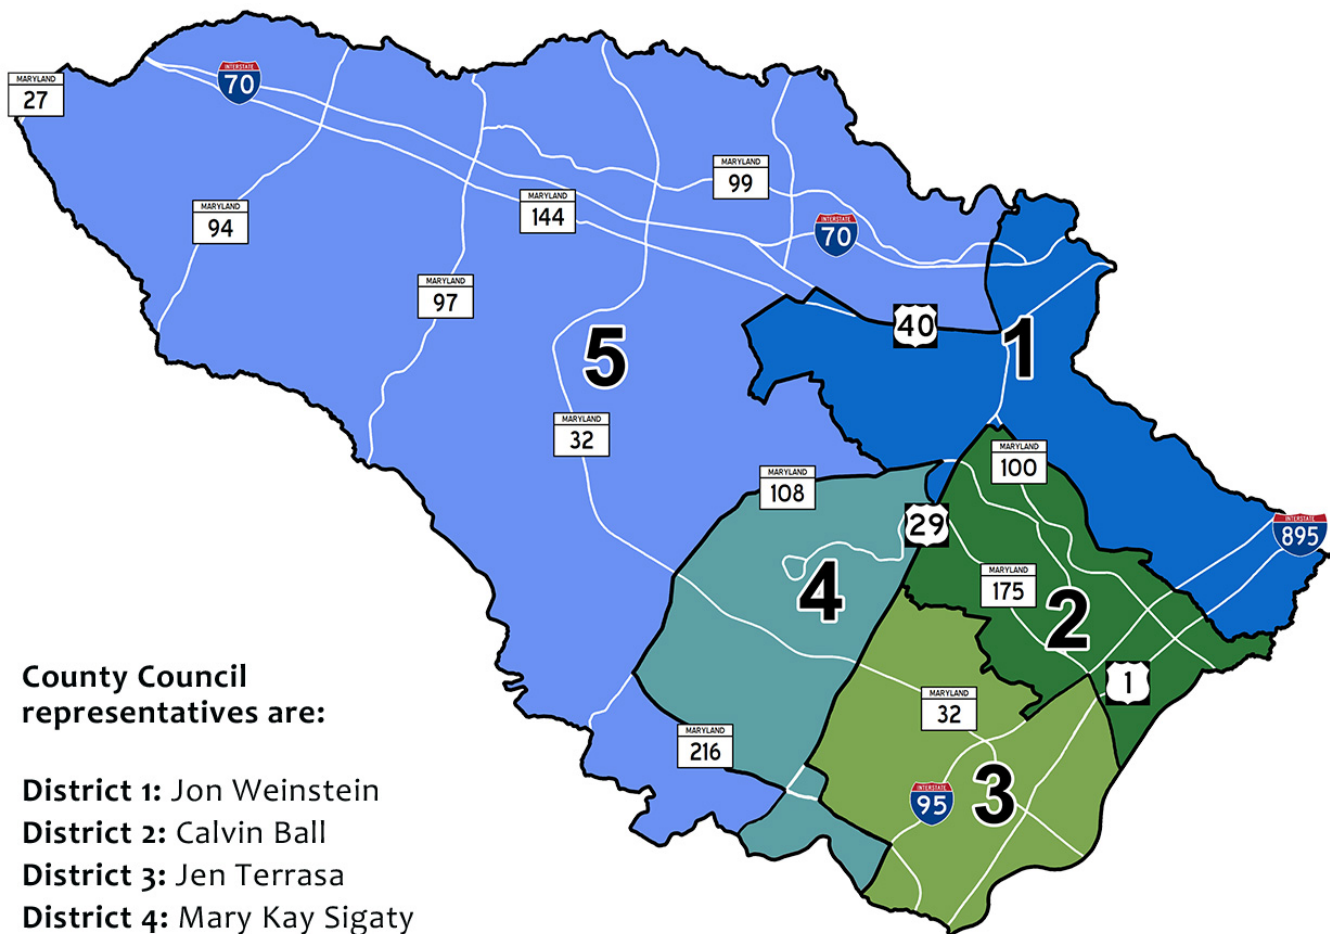 MARYLAND
27
INTERSTATE
70
MARYLAND
94
MARYLAND
144
MARYLAND
99
INTERSTATE
70
MARYLAND
97
40
1
5
MARYLAND
32
MARYLAND
100
MARYLAND
108
29
INTERSTATE
895
4
MARYLAND
175
2
1
MARYLAND
32
MARYLAND
216
INTERSTATE
95
3
County Council
representatives are:
District 1: Jon Weinstein
District 2: Calvin Ball
District 3: Jen Terrasa
District 4: Mary Kay Sigaty